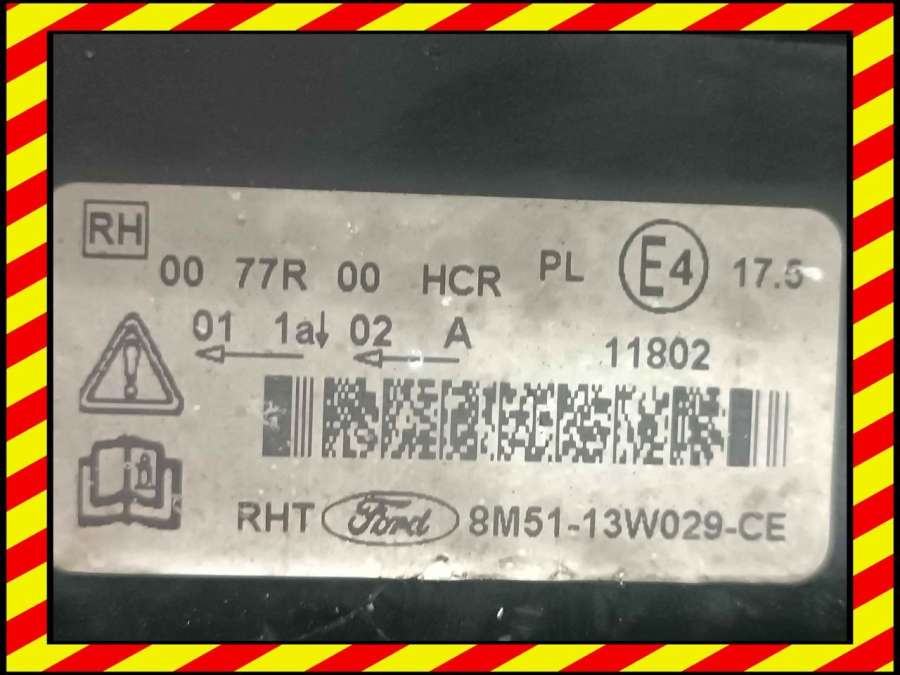 RH
00 77R 00 HCR PL E4 17.5
01 1a↓ 02 A
11802
RHT Ford 8M51-13W029-CE